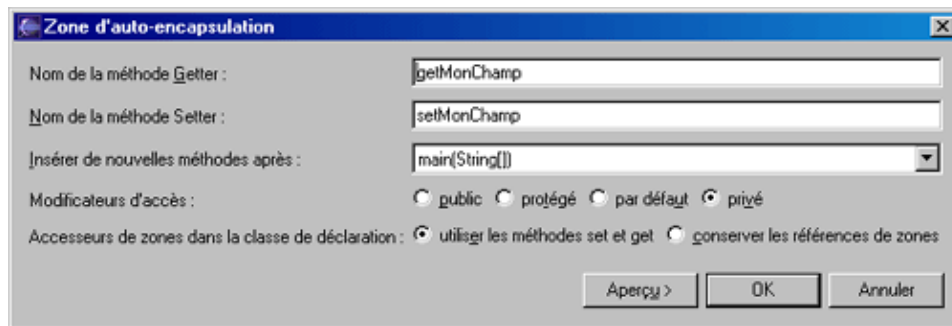 Zone d'auto-encapsulation
Nom de la méthode Getter : getMonChamp
Nom de la méthode Setter : setMonChamp
Insérer de nouvelles méthodes après : main(String[])
Modificateurs d'accès : public protégé par défaut privé
Accesseurs de zones dans la classe de déclaration : utiliser les méthodes set et get conserver les références de zones
Aperçu > OK Annuler